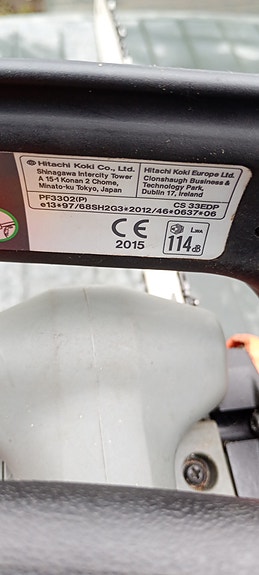 Hitachi Koki Co., Ltd.
Shinagawa Intercity Tower
A 15-1 Konan 2 Chome,
Minato-ku Tokyo, Japan
Hitachi Koki Europe Ltd.
Clonshaugh Business &
Technology Park,
Dublin 17, Ireland
PF3302(P) CS 33EDP
e13*97/68SH2G3*2012/46*0637*06
CE
2015
LWA
114dB